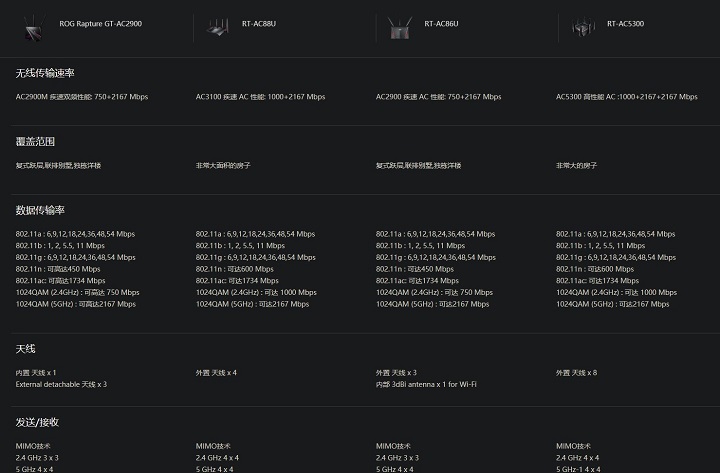 ROG Rapture GT-AC2900
RT-AC88U
RT-AC86U
RT-AC5300
无线传输速率
AC2900M 疾速双频性能: 750+2167 Mbps
AC3100 疾速 AC 性能: 1000+2167 Mbps
AC2900 疾速 AC 性能: 750+2167 Mbps
AC5300 高性能 AC :1000+2167+2167 Mbps
覆盖范围
复式跃层,联排别墅,独栋洋楼
非常大面积的房子
复式跃层,联排别墅,独栋洋楼
非常大的房子
数据传输率
802.11a : 6,9,12,18,24,36,48,54 Mbps
802.11b : 1, 2, 5.5, 11 Mbps
802.11g : 6,9,12,18,24,36,48,54 Mbps
802.11n : 可高达450 Mbps
802.11ac: 可高达1734 Mbps
1024QAM (2.4GHz) : 可高达 750 Mbps
1024QAM (5GHz) : 可高达2167 Mbps
802.11a : 6,9,12,18,24,36,48,54 Mbps
802.11b : 1, 2, 5.5, 11 Mbps
802.11g : 6,9,12,18,24,36,48,54 Mbps
802.11n : 可达600 Mbps
802.11ac: 可达1734 Mbps
1024QAM (2.4GHz) : 可达 1000 Mbps
1024QAM (5GHz) : 可达2167 Mbps
802.11a : 6,9,12,18,24,36,48,54 Mbps
802.11b : 1, 2, 5.5, 11 Mbps
802.11g : 6,9,12,18,24,36,48,54 Mbps
802.11n : 可达450 Mbps
802.11ac: 可达1734 Mbps
1024QAM (2.4GHz) : 可达 750 Mbps
1024QAM (5GHz) : 可达2167 Mbps
802.11a : 6,9,12,18,24,36,48,54 Mbps
802.11b : 1, 2, 5.5, 11 Mbps
802.11g : 6,9,12,18,24,36,48,54 Mbps
802.11n : 可达600 Mbps
802.11ac: 可达1734 Mbps
1024QAM (2.4GHz) : 可达 1000 Mbps
1024QAM (5GHz) : 可达2167 Mbps
天线
内置 天线 x 1
External detachable 天线 x 3
外置 天线 x 4
外置 天线 x 3
内部 3dBi antenna x 1 for Wi-Fi
外置 天线 x 8
发送/接收
MIMO技术
2.4 GHz 3 x 3
5 GHz 4 x 4
MIMO技术
2.4 GHz 4 x 4
5 GHz 4 x 4
MIMO技术
2.4 GHz 3 x 3
5 GHz 4 x 4
MIMO技术
2.4 GHz 4 x 4
5 GHz-1 4 x 4